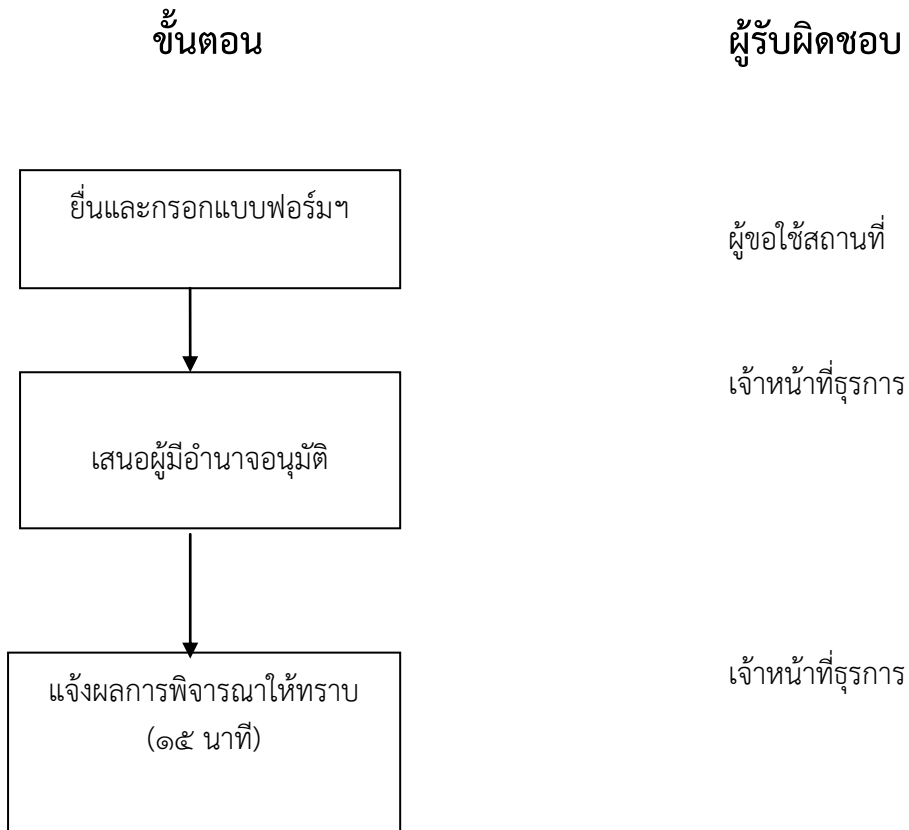 ขั้นตอน ผู้รับผิดชอบ
ยื่นและกรอกแบบฟอร์มฯ
ผู้ขอใช้สถานที่
เจ้าหน้าที่ธุรการ
เสนอผู้มีอำนาจอนุมัติ
แจ้งผลการพิจารณาให้ทราบ
เจ้าหน้าที่ธุรการ
(๑๕ นาที)